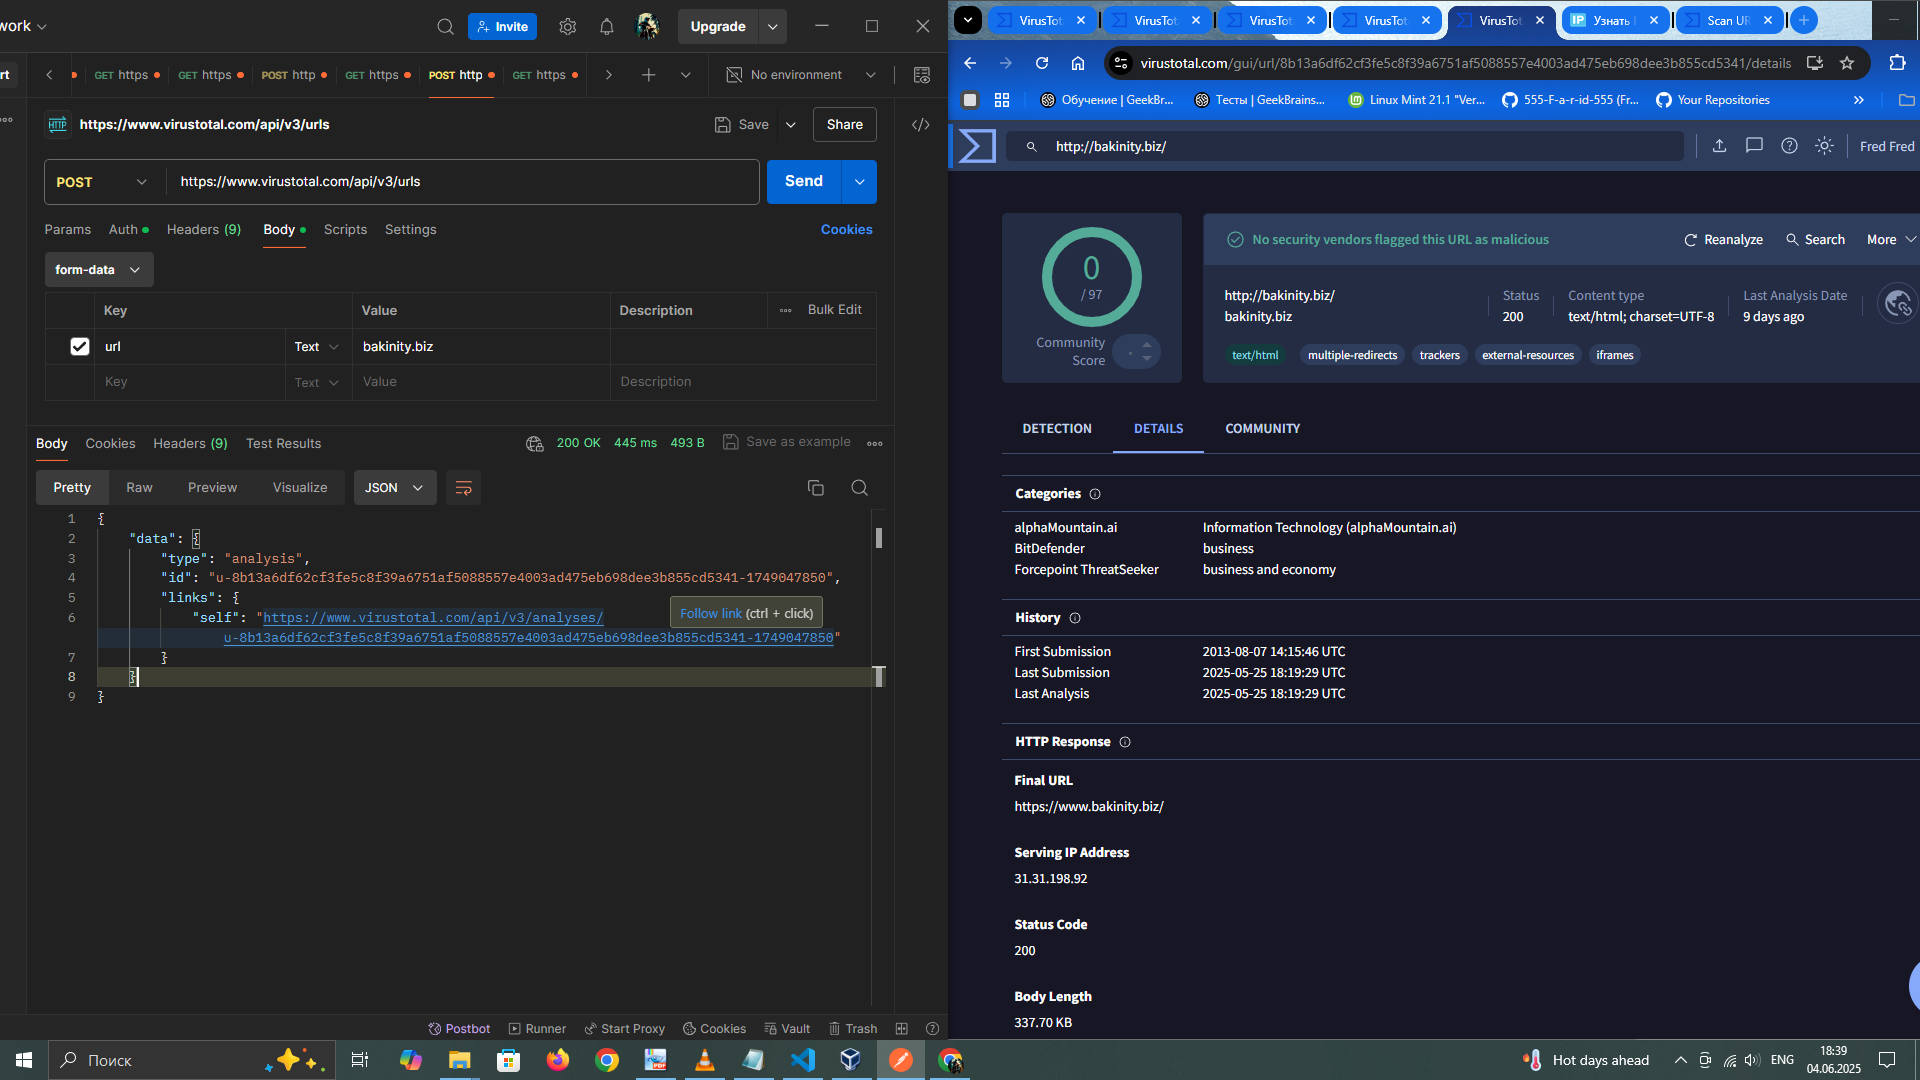 work
Invite
Upgrade
rt
GET https
GET https
POST http
GET https
POST http
GET https
No environment
HTTP
https://www.virustotal.com/api/v3/urls
Save
Share
POST
https://www.virustotal.com/api/v3/urls
Send
Params
Auth
Headers (9)
Body
Scripts
Settings
Cookies
form-data
Key
Value
Description
Bulk Edit
url
Text
bakinity.biz
Key
Text
Value
Description
Body
Cookies
Headers (9)
Test Results
200 OK
445 ms
493 B
Save as example
Pretty
Raw
Preview
Visualize
JSON
1 {
2 "data": {
3 "type": "analysis",
4 "id": "u-8b13a6df62cf3fe5c8f39a6751af5088557e4003ad475eb698dee3b855cd5341-1749047850",
5 "links": {
6 "self": "https://www.virustotal.com/api/v3/analyses/
u-8b13a6df62cf3fe5c8f39a6751af5088557e4003ad475eb698dee3b855cd5341-1749047850"
Follow link (ctrl + click)
7 }
8 }
9 }
Postbot
Runner
Start Proxy
Cookies
Vault
Trash
VirusTot
VirusTot
VirusTot
VirusTot
VirusTot
IP Узнать
Scan UR
virustotal.com/gui/url/8b13a6df62cf3fe5c8f39a6751af5088557e4003ad475eb698dee3b855cd5341/details
Обучение | GeekBr...
Тесты | GeekBrains...
Linux Mint 21.1 "Ver...
555-F-a-r-id-555 (Fr...
Your Repositories
http://bakinity.biz/
Fred Fred
0
/ 97
Community
Score
No security vendors flagged this URL as malicious
Reanalyze
Search
More
http://bakinity.biz/
bakinity.biz
Status
200
Content type
text/html; charset=UTF-8
Last Analysis Date
9 days ago
text/html
multiple-redirects
trackers
external-resources
iframes
DETECTION
DETAILS
COMMUNITY
Categories
alphaMountain.ai Information Technology (alphaMountain.ai)
BitDefender business
Forcepoint ThreatSeeker business and economy
History
First Submission 2013-08-07 14:15:46 UTC
Last Submission 2025-05-25 18:19:29 UTC
Last Analysis 2025-05-25 18:19:29 UTC
HTTP Response
Final URL
https://www.bakinity.biz/
Serving IP Address
31.31.198.92
Status Code
200
Body Length
337.70 KB
Поиск
Hot days ahead
ENG
18:39
04.06.2025